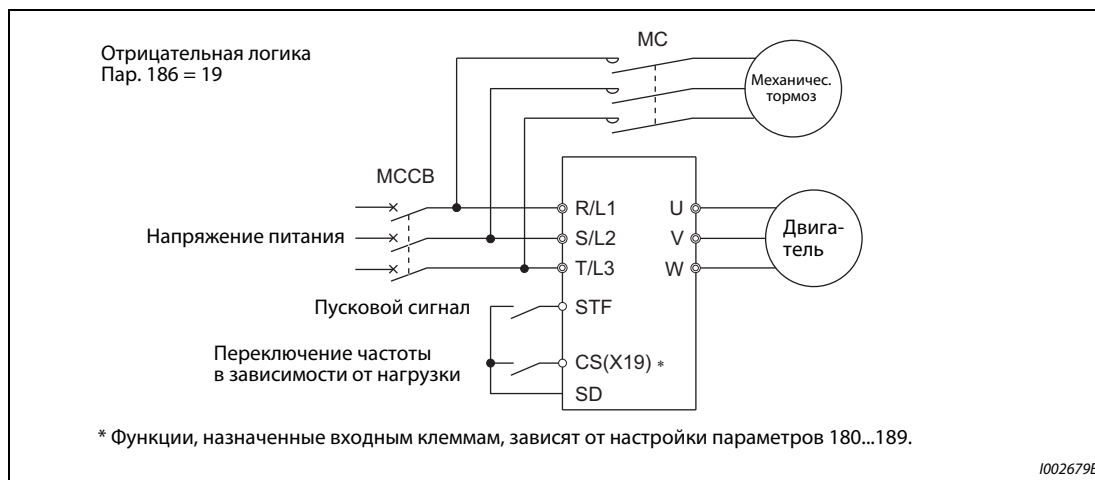 Отрицательная логика
Пар. 186 = 19
MC
Механичес.
тормоз
MCCB
Напряжение питания
R/L1
S/L2
T/L3
U
V
W
Двига-
тель
Пусковой сигнал
STF
Переключение частоты
в зависимости от нагрузки
CS(X19) *
SD
* Функции, назначенные входным клеммам, зависят от настройки параметров 180...189.
I002679E